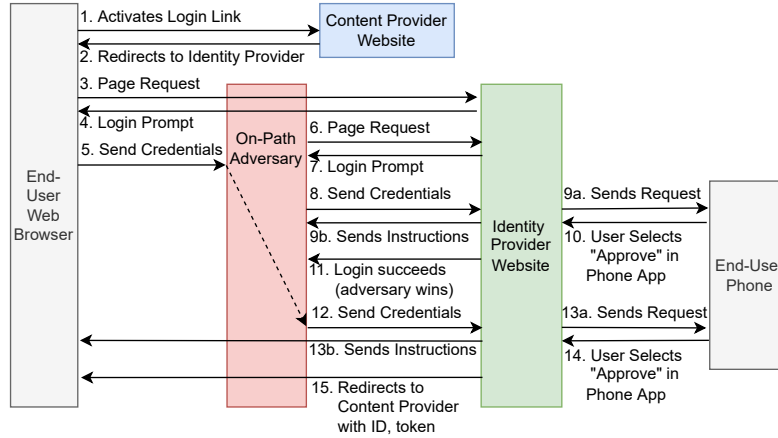 1. Activates Login Link
Content Provider
Website
2. Redirects to Identity Provider
3. Page Request
4. Login Prompt
5. Send Credentials
On-Path
Adversary
6. Page Request
7. Login Prompt
8. Send Credentials
9a. Sends Request
End-
User
Web
Browser
9b. Sends Instructions
Identity
Provider
Website
10. User Selects
"Approve" in
Phone App
End-User
Phone
11. Login succeeds
(adversary wins)
12. Send Credentials
13a. Sends Request
13b. Sends Instructions
14. User Selects
"Approve" in
Phone App
15. Redirects to
Content Provider
with ID, token